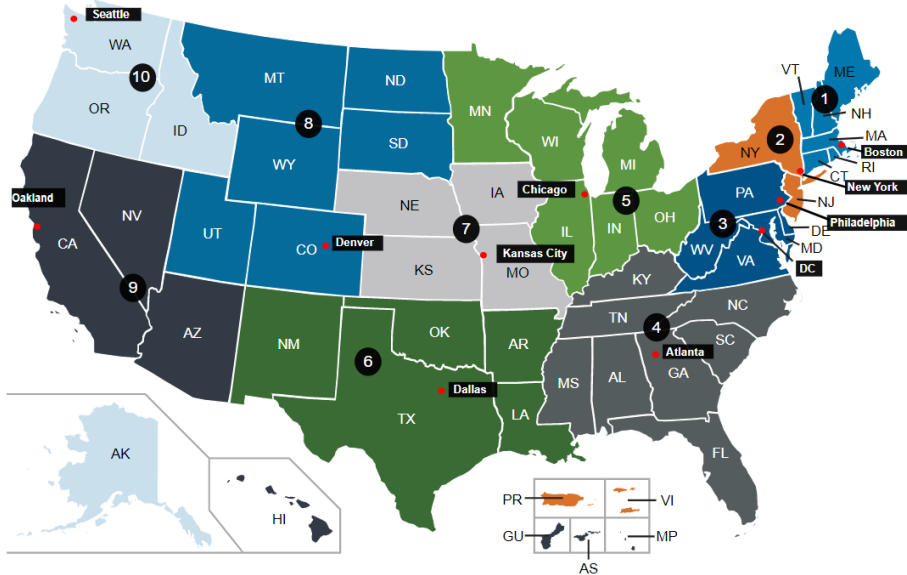 Seattle
WA
10
OR
ID
MT
ND
MN
8
SD
WY
WI
MI
VT
ME
1
NH
2
NY
MA
Boston
RI
CT
New York
NJ
Philadelphia
PA
3
DE
MD
DC
WV
VA
Oakland
NV
CA
UT
CO
Denver
NE
IA
7
Kansas City
KS
MO
Chicago
5
IL
IN
OH
KY
9
AZ
NM
OK
AR
6
Dallas
TX
LA
TN
NC
4
SC
Atlanta
MS
AL
GA
FL
AK
HI
PR
VI
GU
MP
AS